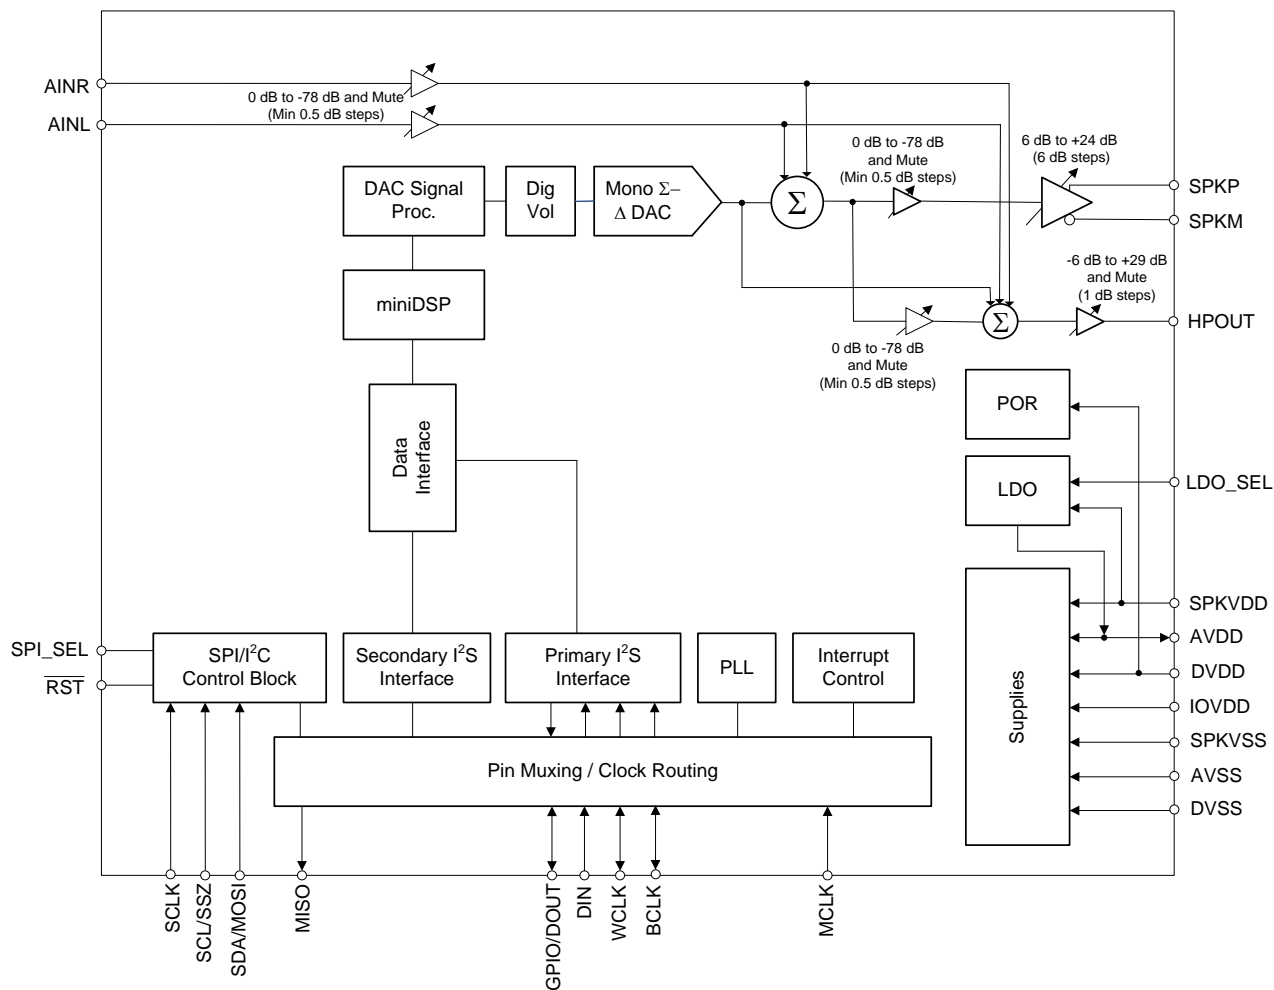 AINR
0 dB to -78 dB and Mute
(Min 0.5 dB steps)
AINL
0 dB to -78 dB
and Mute
(Min 0.5 dB steps)
6 dB to +24 dB
(6 dB steps)
DAC Signal
Proc.
Dig
Vol
Mono Σ–
Δ DAC
Σ
SPKP
SPKM
miniDSP
-6 dB to +29 dB
and Mute
(1 dB steps)
Σ
HPOUT
0 dB to -78 dB
and Mute
(Min 0.5 dB steps)
POR
Data
Interface
LDO
LDO_SEL
SPKVDD
AVDD
DVDD
IOVDD
SPKVSS
AVSS
DVSS
Supplies
SPI_SEL
RST
SPI/I²C
Control Block
Secondary I²S
Interface
Primary I²S
Interface
PLL
Interrupt
Control
Pin Muxing / Clock Routing
SCLK
SCL/SSZ
SDA/MOSI
MISO
GPIO/DOUT
DIN
WCLK
BCLK
MCLK